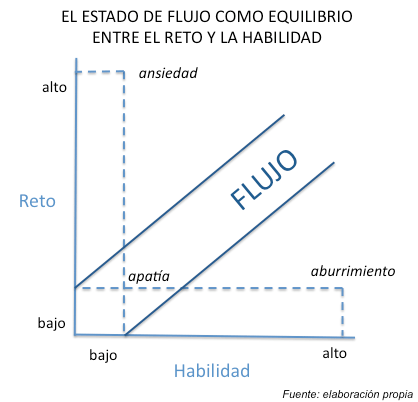 EL ESTADO DE FLUJO COMO EQUILIBRIO
ENTRE EL RETO Y LA HABILIDAD
ansiedad
alto
FLUJO
Reto
apatía
aburrimiento
bajo
bajo
alto
Habilidad
Fuente: elaboración propia